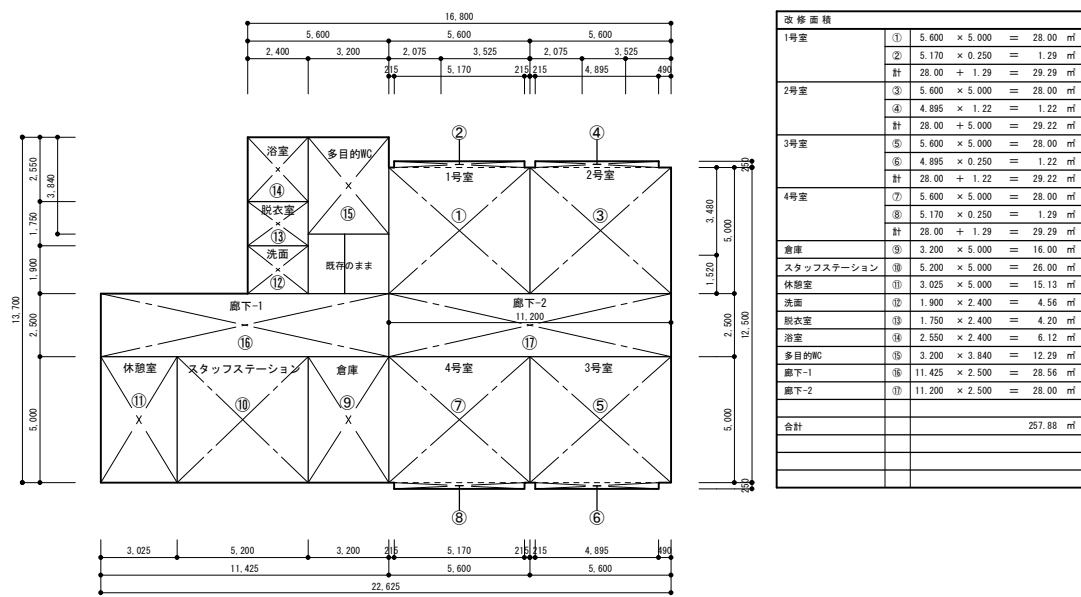 16,800
5,600 5,600 5,600
2,400 3,200 2,075 3,525 2,075 3,525
215 5,170 215 215 4,895 490
② ④
浴室 多目的WC 1号室 2号室
⑭ ⑮ ① ③
脱衣室
⑬
洗面 既存のまま
⑫
廊下-1 廊下-2
11,200
⑯ ⑰
休憩室 スタッフステーション 倉庫 4号室 3号室
⑪ ⑩ ⑨ ⑦ ⑤
⑧ ⑥
13,700
2,550 1,750 1,900 2,500 5,000
3,840
3,480 1,520
250 5,000 2,500 5,000 250
12,500
3,025 5,200 3,200 215 5,170 215 215 4,895 490
11,425 5,600 5,600
22,625
改修面積
1号室 ① 5.600 × 5.000 = 28.00 ㎡
② 5.170 × 0.250 = 1.29 ㎡
計 28.00 + 1.29 = 29.29 ㎡
2号室 ③ 5.600 × 5.000 = 28.00 ㎡
④ 4.895 × 1.22 = 1.22 ㎡
計 28.00 + 5.000 = 29.22 ㎡
3号室 ⑤ 5.600 × 5.000 = 28.00 ㎡
⑥ 4.895 × 0.250 = 1.22 ㎡
計 28.00 + 1.22 = 29.22 ㎡
4号室 ⑦ 5.600 × 5.000 = 28.00 ㎡
⑧ 5.170 × 0.250 = 1.29 ㎡
計 28.00 + 1.29 = 29.29 ㎡
倉庫 ⑨ 3.200 × 5.000 = 16.00 ㎡
スタッフステーション ⑩ 5.200 × 5.000 = 26.00 ㎡
休憩室 ⑪ 3.025 × 5.000 = 15.13 ㎡
洗面 ⑫ 1.900 × 2.400 = 4.56 ㎡
脱衣室 ⑬ 1.750 × 2.400 = 4.20 ㎡
浴室 ⑭ 2.550 × 2.400 = 6.12 ㎡
多目的WC ⑮ 3.200 × 3.840 = 12.29 ㎡
廊下-1 ⑯ 11.425 × 2.500 = 28.56 ㎡
廊下-2 ⑰ 11.200 × 2.500 = 28.00 ㎡
合計 257.88 ㎡